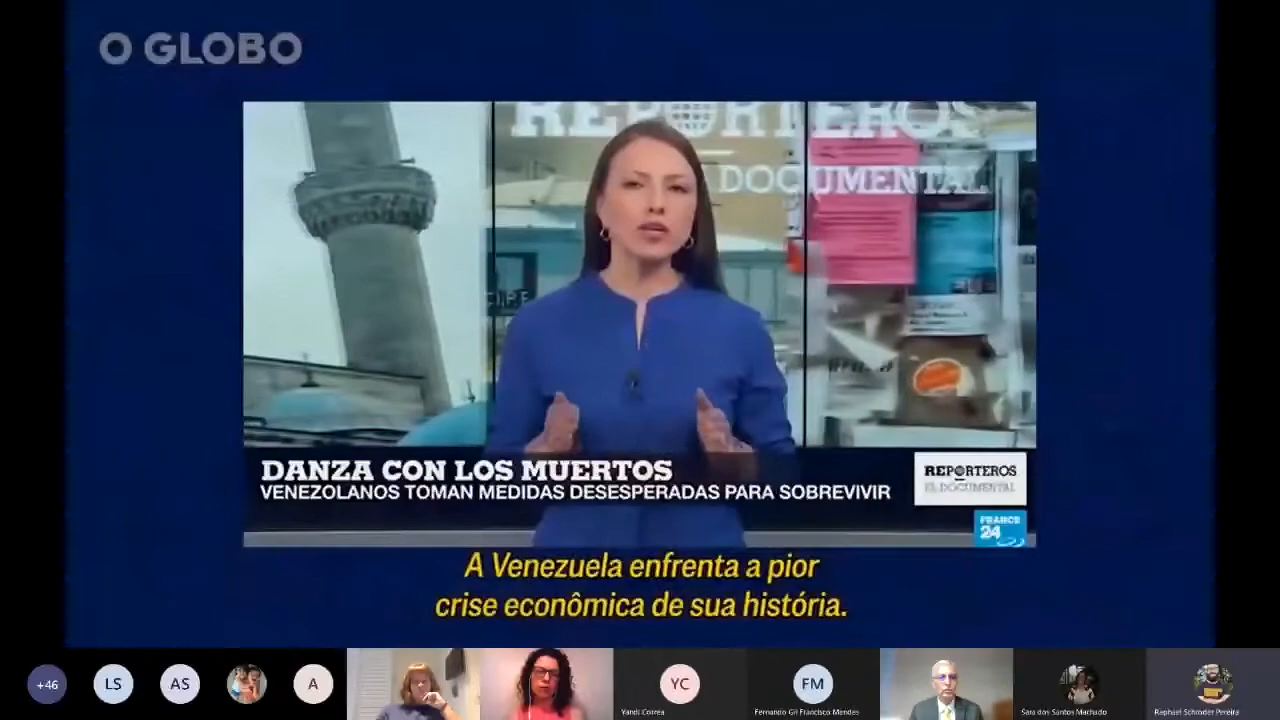 O GLOBO
REPORTEROS
DOCUMENTAL
DANZA CON LOS MUERTOS
VENEZOLANOS TOMAN MEDIDAS DESESPERADAS PARA SOBREVIVIR
REPORTEROS
EL DOCUMENTAL
FRANCE
24
A Venezuela enfrenta a pior
crise econômica de sua história.
+46
LS
AS
A
YC
FM
Yandi Correa
Fernando Gil Francisco Mendes
Sara dos Santos Machado
Raphael Schroder Pereira